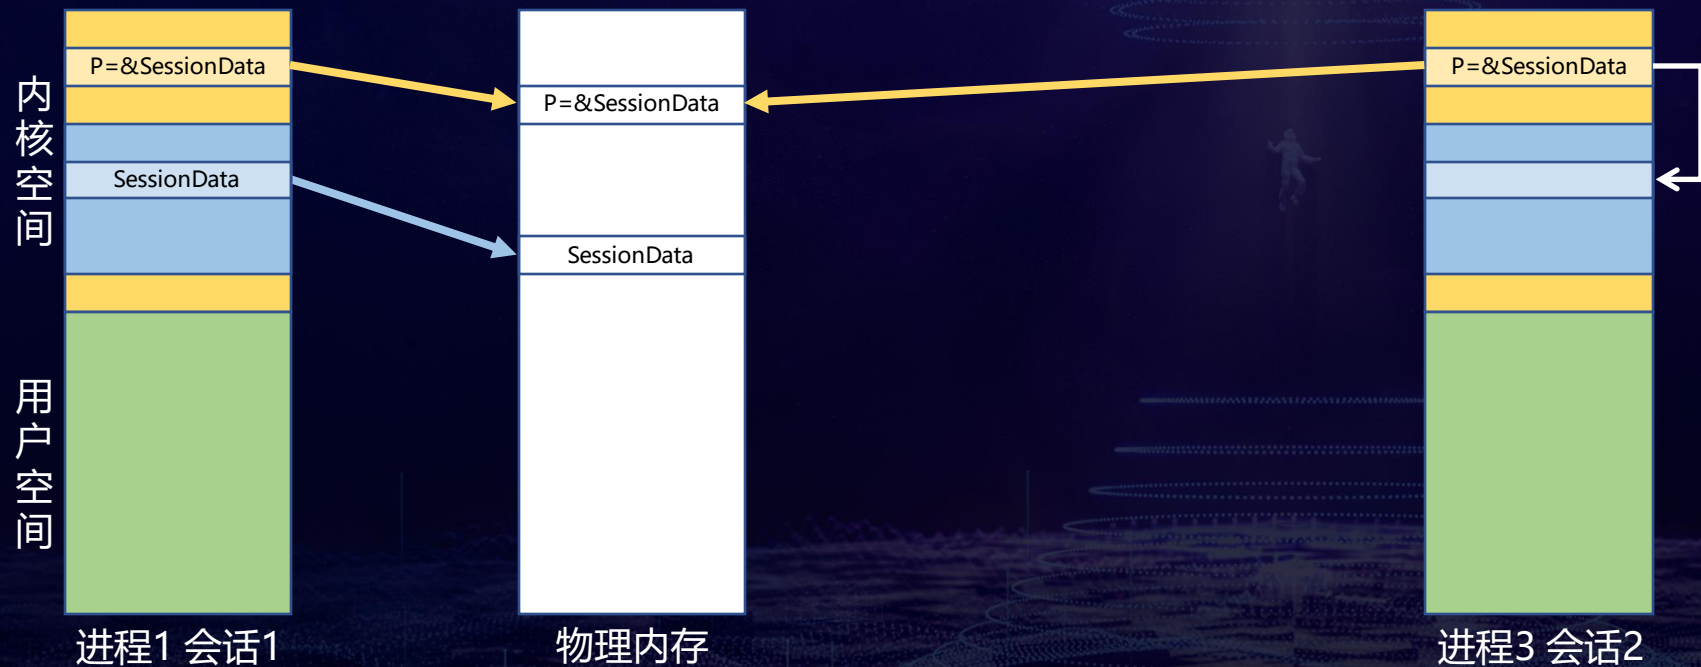 内核空间
用户空间
P=&SessionData
SessionData
进程1 会话1
P=&SessionData
SessionData
物理内存
P=&SessionData
进程3 会话2